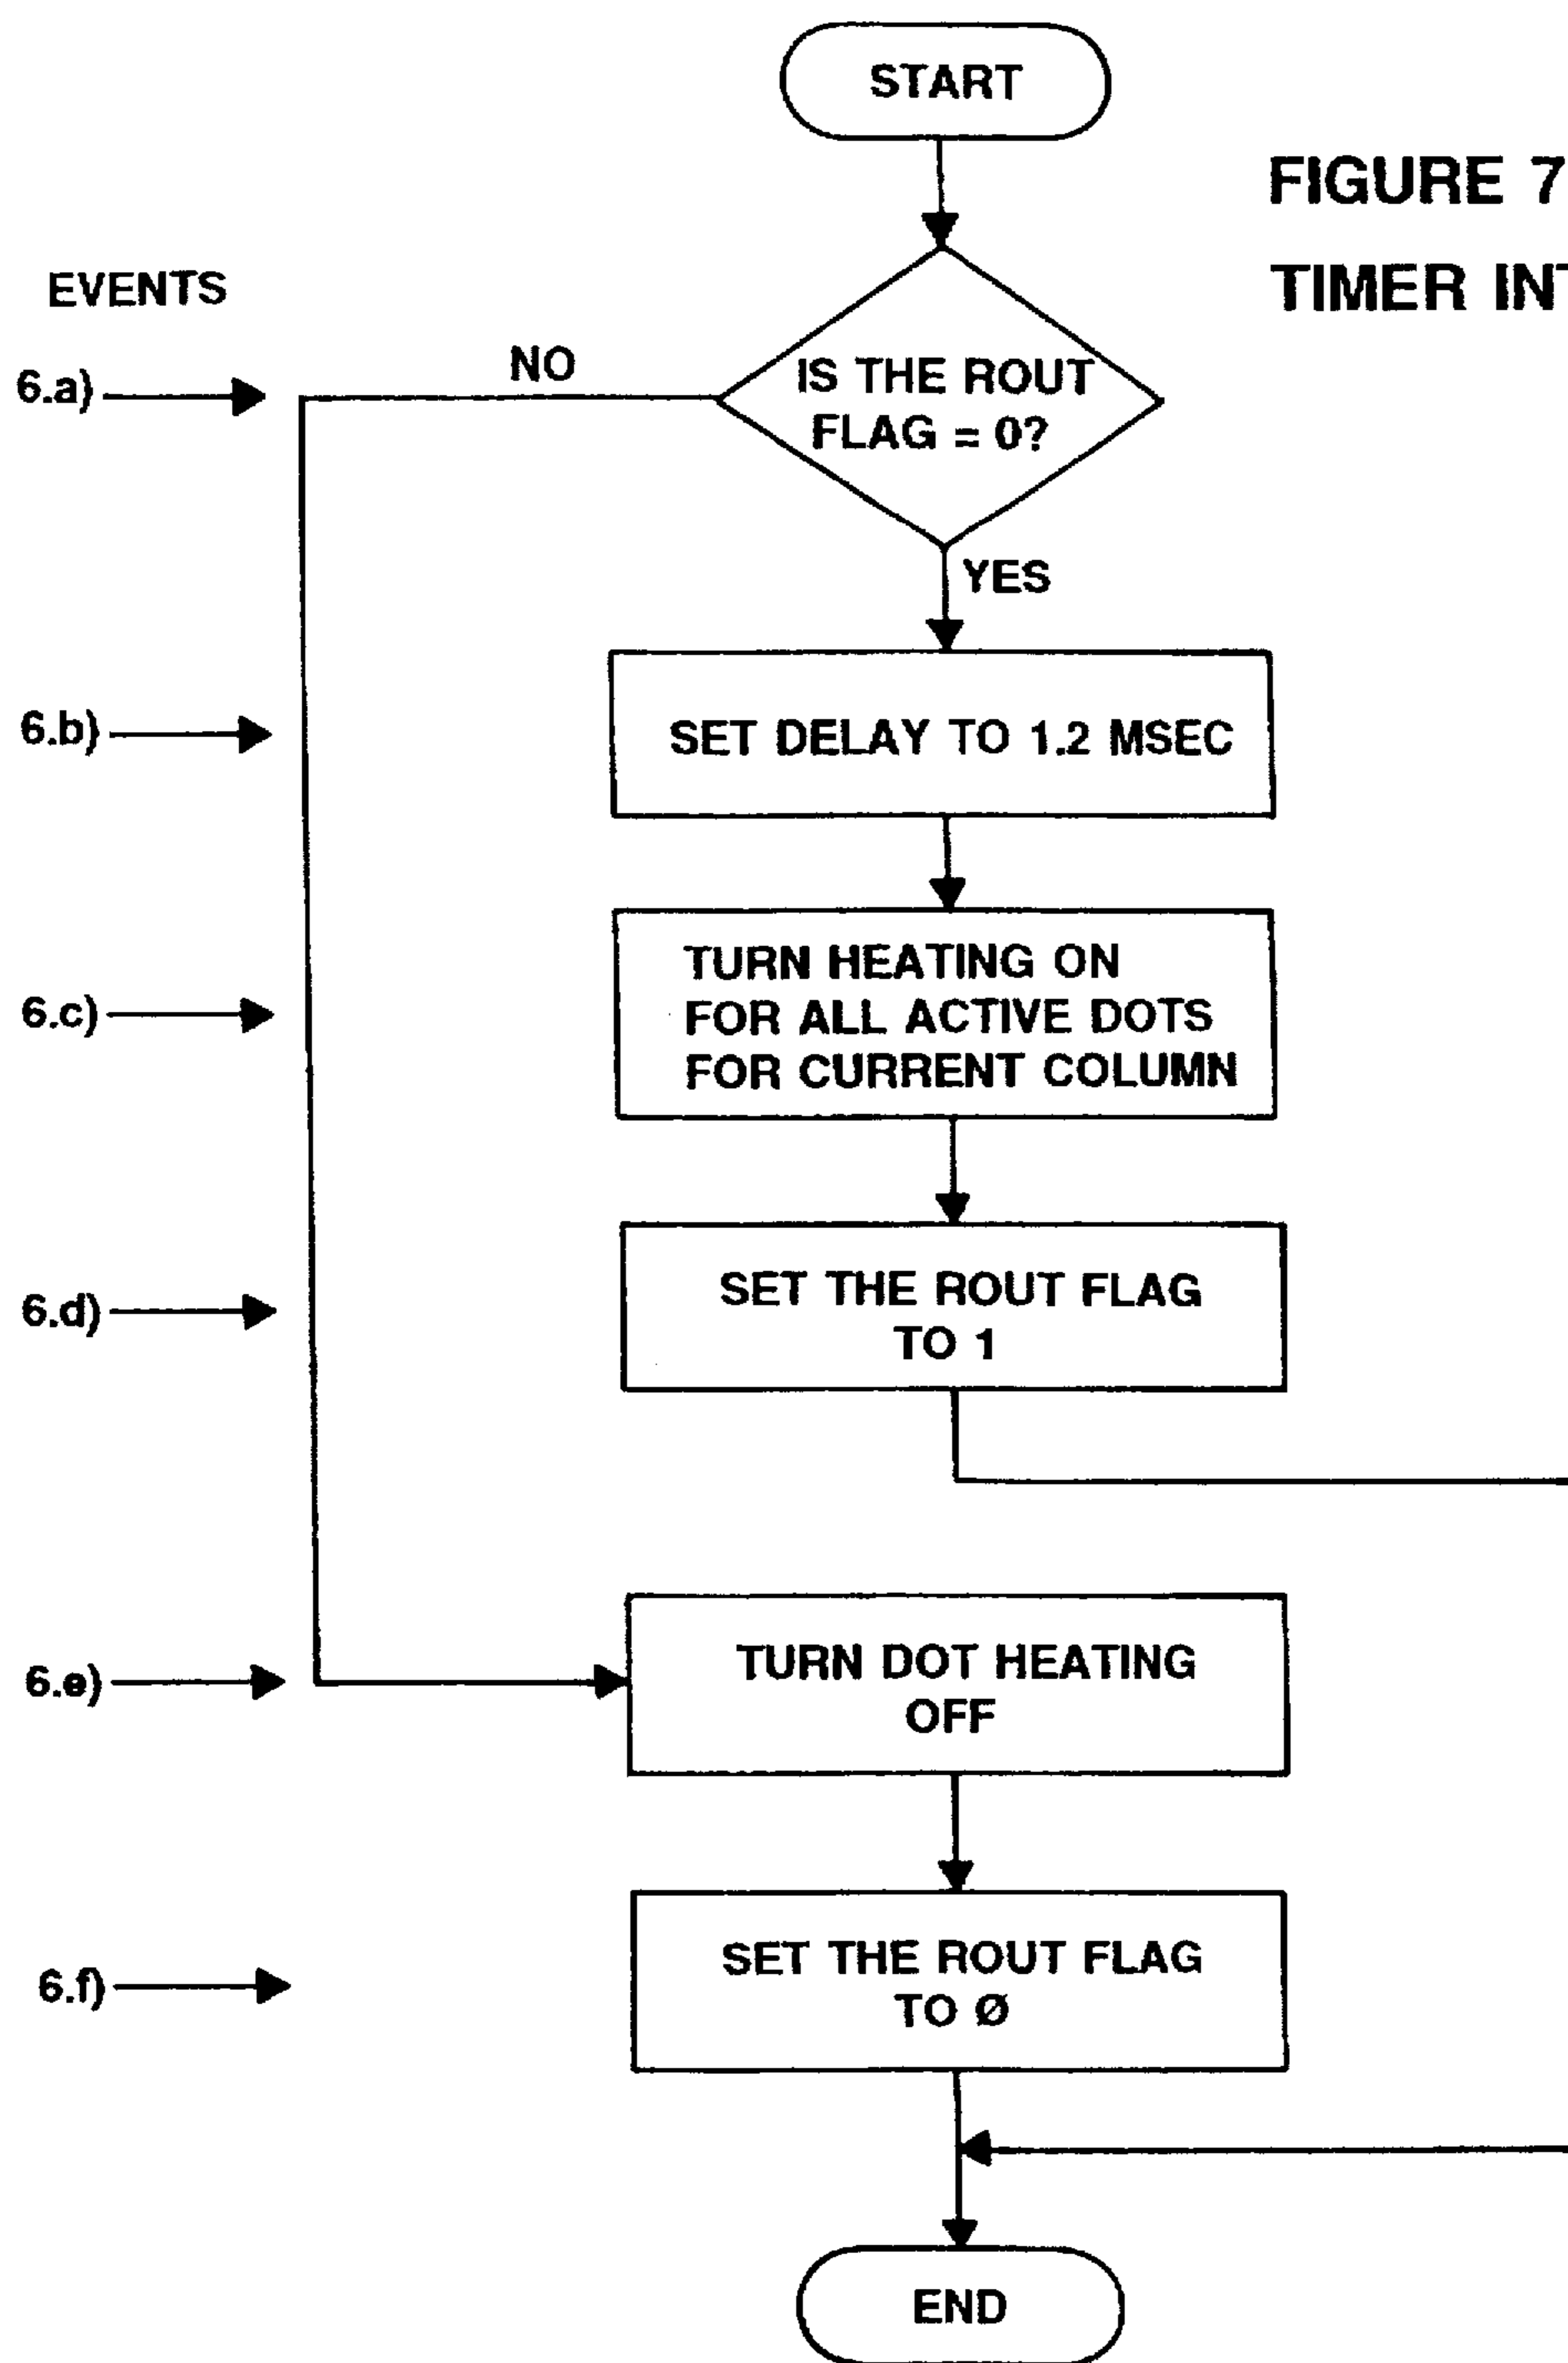 START
FIGURE 7
TIMER
EVENTS
6.a)
NO
IS THE ROUT
FLAG = 0?
YES
6.b)
SET DELAY TO 1.2 MSEC
6.c)
TURN HEATING ON
FOR ALL ACTIVE DOTS
FOR CURRENT COLUMN
6.d)
SET THE ROUT FLAG
TO 1
6.e)
TURN DOT HEATING
OFF
6.f)
SET THE ROUT FLAG
TO Ø
END